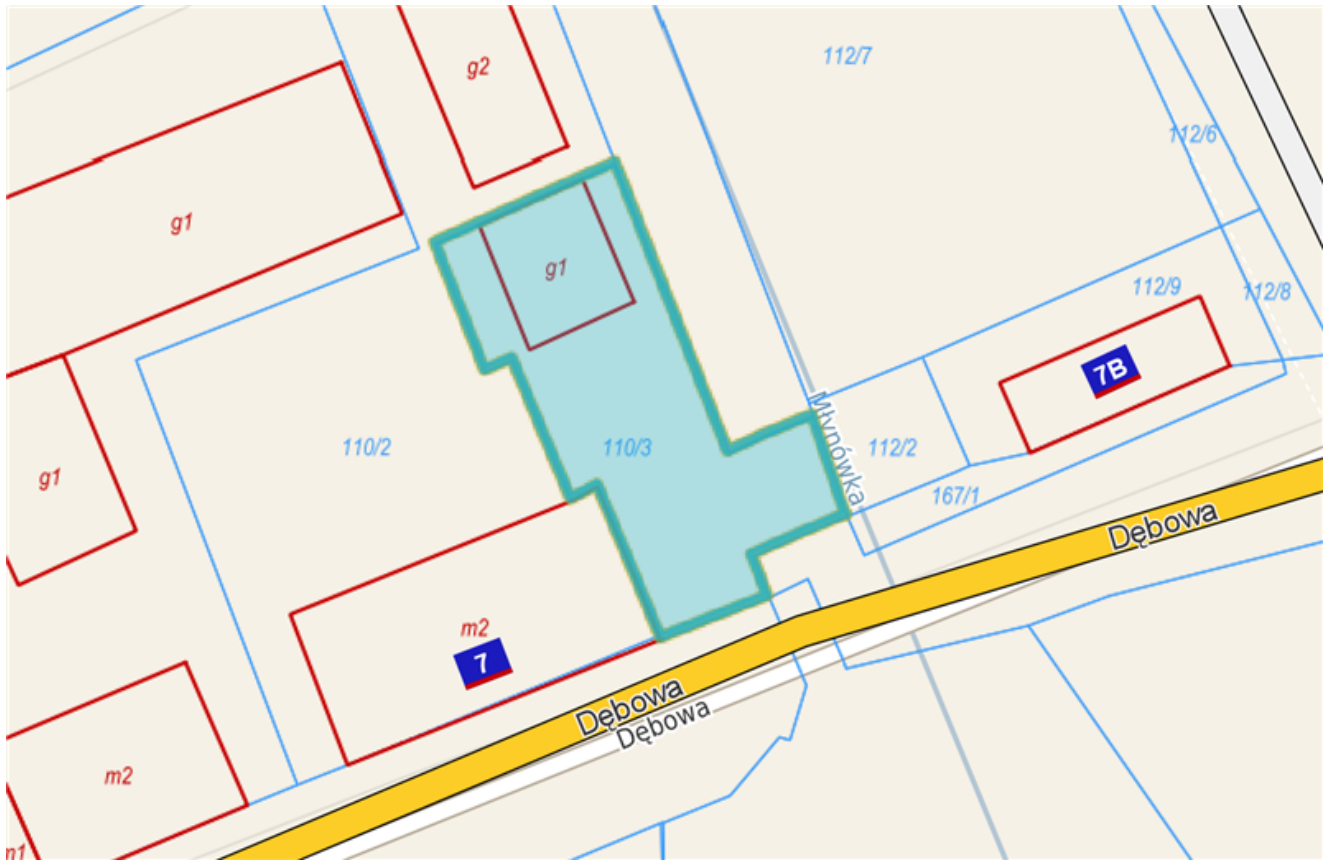 g2
112/7
112/6
g1
g1
112/9
112/8
7B
110/2
110/3
Młynówka
112/2
g1
167/1
Dębowa
m2
7
Dębowa
Dębowa
m2
m1